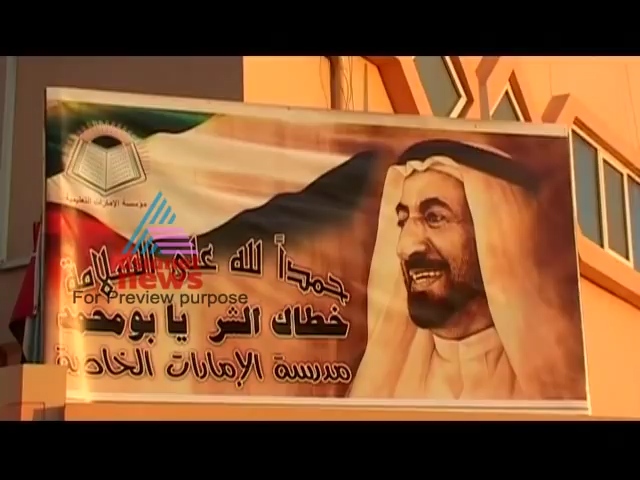 مؤسسة الإمارات التعليمية
حمداً لله على السلامة
news
For Preview purpose
خطاك الشر يا بومحمد
مدرسة الإمارات الخاصة